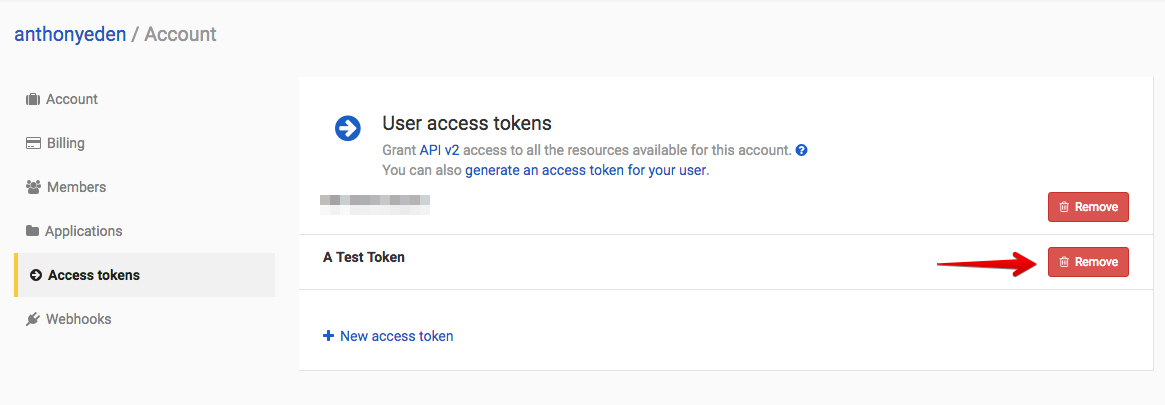 anthonyeden / Account
Account
Billing
Members
Applications
Access tokens
Webhooks
User access tokens
Grant API v2 access to all the resources available for this account.
You can also generate an access token for your user.
Remove
A Test Token
Remove
New access token